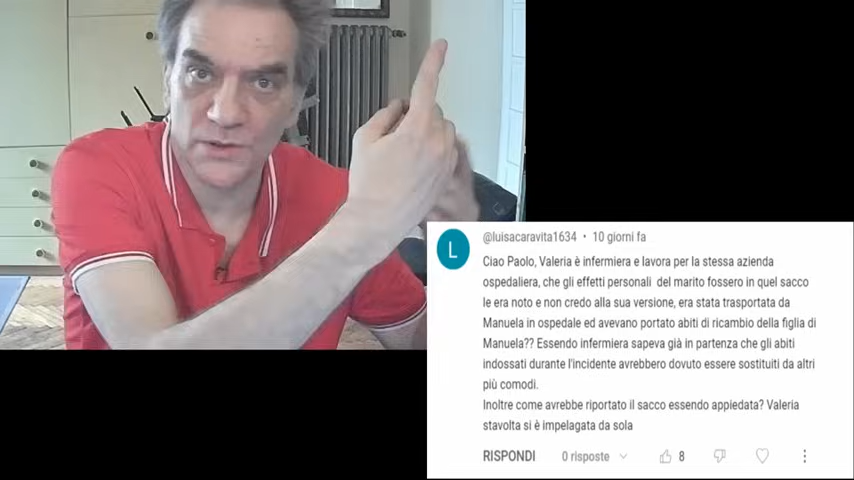 L
@luisacaravita1634 • 10 giorni fa
Ciao Paolo, Valeria è infermiera e lavora per la stessa azienda
ospedaliera, che gli effetti personali del marito fossero in quel sacco
le era noto e non credo alla sua versione, era stata trasportata da
Manuela in ospedale ed avevano portato abiti di ricambio della figlia di
Manuela?? Essendo infermiera sapeva già in partenza che gli abiti
indossati durante l'incidente avrebbero dovuto essere sostituiti da altri
più comodi.
Inoltre come avrebbe riportato il sacco essendo appiedata? Valeria
stavolta si è impelagata da sola
RISPONDI 0 risposte 8